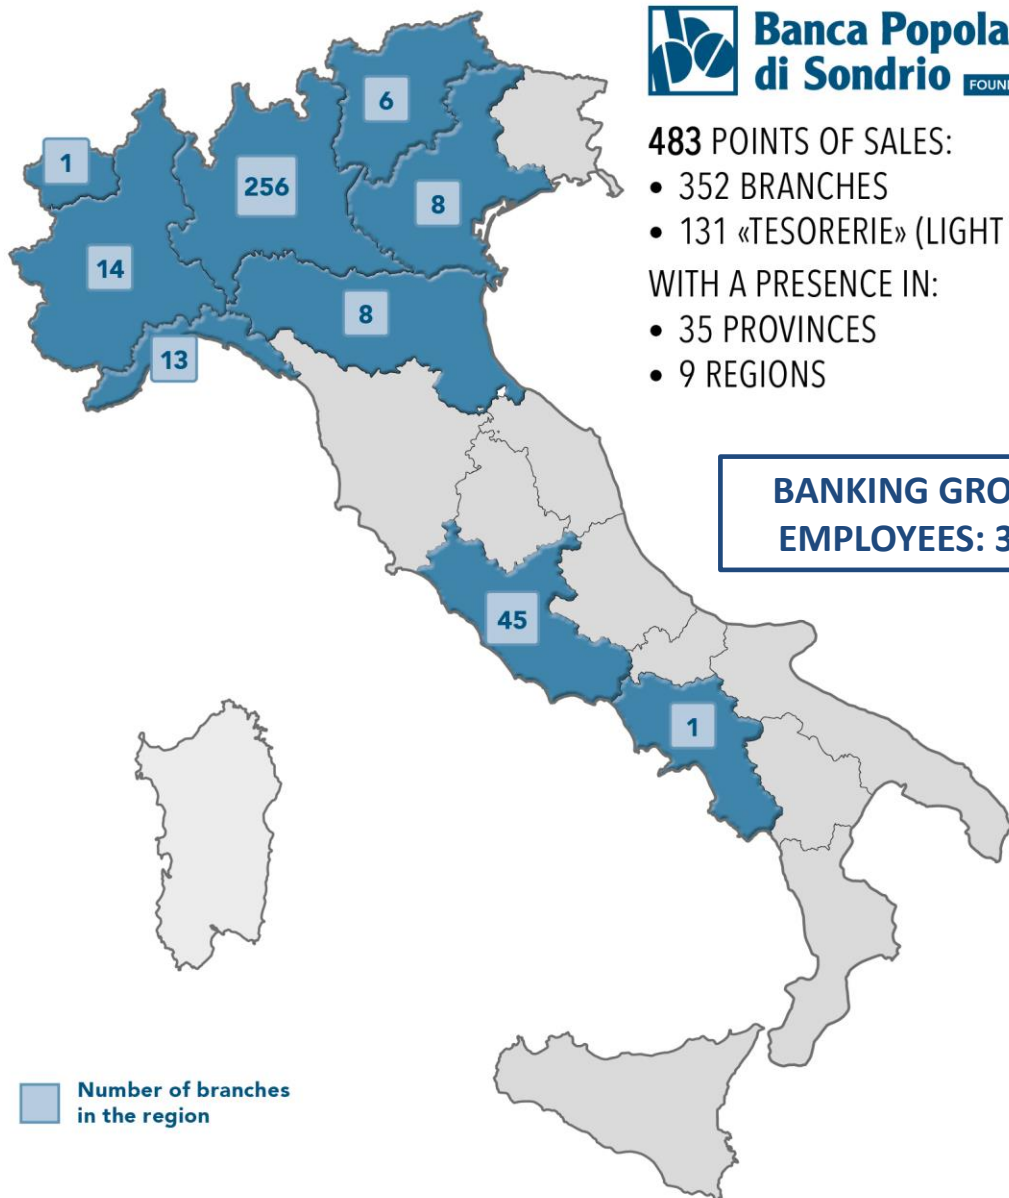 Banca Popola
di Sondrio FOUN
483 POINTS OF SALES:
• 352 BRANCHES
• 131 «TESORERIE» (LIGHT
WITH A PRESENCE IN:
• 35 PROVINCES
• 9 REGIONS
BANKING GRO
EMPLOYEES: 3
6
1
256
8
14
8
13
45
1
Number of branches
in the region